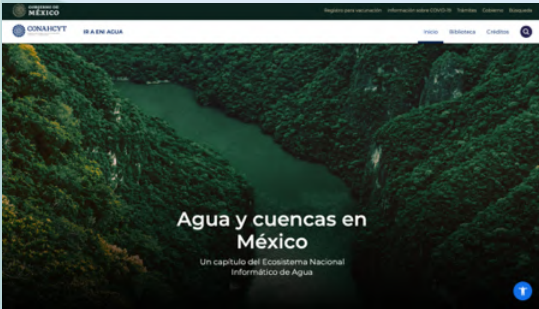 GOBIERNO DE
MÉXICO
Registro para vacunación Información sobre COVID-19 Trámites Gobierno Búsqueda
CONAHCYT
IR A ENI AGUA
Inicio Biblioteca Créditos
Agua y cuencas en
México
Un capítulo del Ecosistema Nacional
Informático de Agua